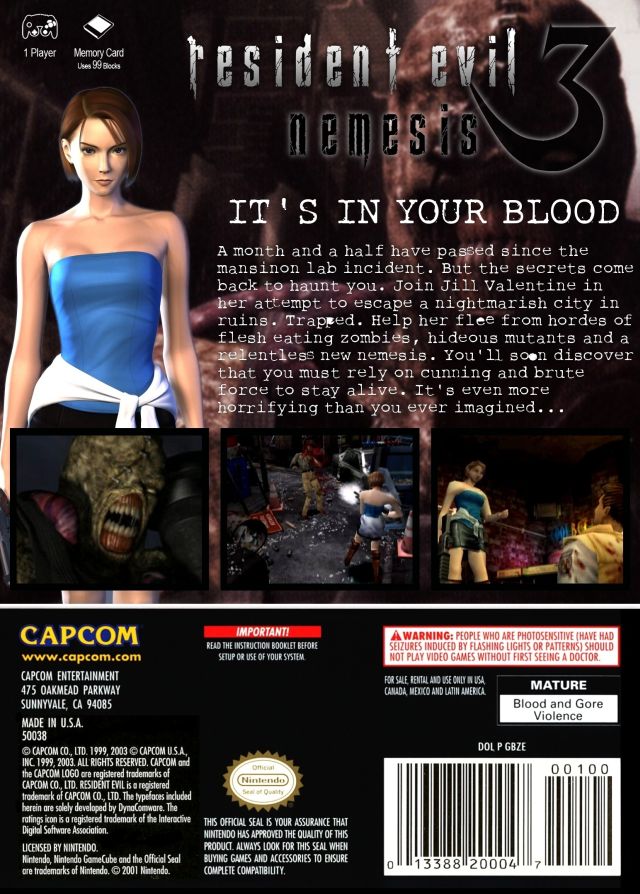 1 Player
Memory Card
Uses 99 Blocks
resident evil 3
nemesis
IT'S IN YOUR BLOOD
A month and a half have passed since the
mansinon lab incident. But the secrets come
back to haunt you. Join Jill Valentine in
her attempt to escape a nightmarish city in
ruins. Trapped. Help her flee from hordes of
flesh eating zombies, hideous mutants and a
relentless new nemesis. You'll soon discover
that you must rely on cunning and brute
force to stay alive. It's even more
horrifying than you ever imagined...
CAPCOM
www.capcom.com
CAPCOM ENTERTAINMENT
475 OAKMEAD PARKWAY
SUNNYVALE, CA 94085
MADE IN U.S.A.
50038
© CAPCOM CO., LTD. 1999, 2003 © CAPCOM U.S.A.,
INC. 1999, 2003. ALL RIGHTS RESERVED. CAPCOM and
the CAPCOM LOGO are registered trademarks of
CAPCOM CO., LTD. RESIDENT EVIL is a registered
trademark of CAPCOM CO., LTD. The typefaces included
herein are solely developed by DynaComware. The
ratings icon is a registered trademark of the Interactive
Digital Software Association.
LICENSED BY NINTENDO.
Nintendo, Nintendo GameCube and the Official Seal
are trademarks of Nintendo. © 2001 Nintendo.
IMPORTANT!
READ THE INSTRUCTION BOOKLET BEFORE
SETUP OR USE OF YOUR SYSTEM.
Official
Nintendo
Seal of Quality
THIS OFFICIAL SEAL IS YOUR ASSURANCE THAT
NINTENDO HAS APPROVED THE QUALITY OF THIS
PRODUCT. ALWAYS LOOK FOR THIS SEAL WHEN
BUYING GAMES AND ACCESSORIES TO ENSURE
COMPLETE COMPATIBILITY.
WARNING: PEOPLE WHO ARE PHOTOSENSITIVE (HAVE HAD
SEIZURES INDUCED BY FLASHING LIGHTS OR PATTERNS) SHOULD
NOT PLAY VIDEO GAMES WITHOUT FIRST SEEING A DOCTOR.
FOR SALE, RENTAL AND USE ONLY IN USA,
CANADA, MEXICO AND LATIN AMERICA.
MATURE
Blood and Gore
Violence
DOL P GBZE
00100
0 13388 20004 7